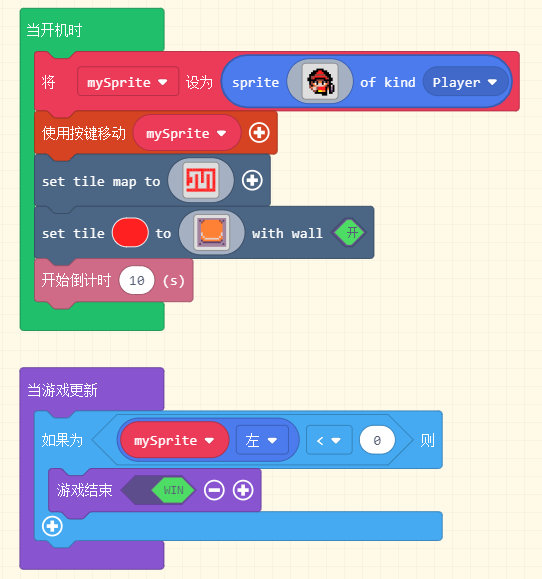 当开机时
将 mySprite 设为 sprite of kind Player
使用按键移动 mySprite
set tile map to
set tile to with wall 开
开始倒计时 10 (s)
当游戏更新
如果为 mySprite 左 < 0 则
游戏结束 WIN